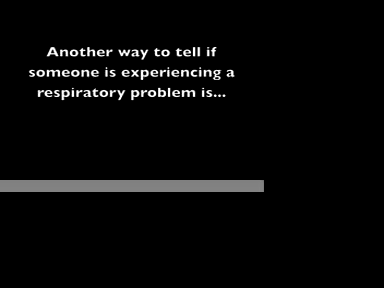 Another way to tell if
someone is experiencing a
respiratory problem is...